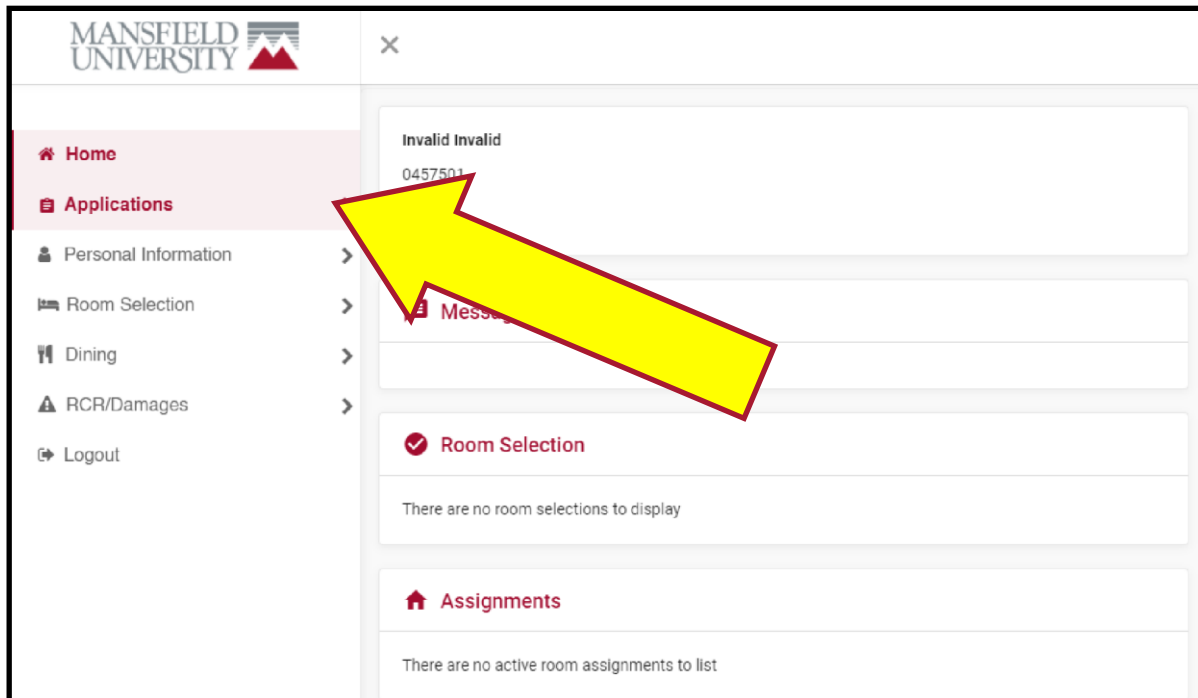 MANSFIELD
UNIVERSITY
Home
Applications
Personal Information
Room Selection
Dining
RCR/Damages
Logout
Invalid Invalid
0457501
Room Selection
There are no room selections to display
Assignments
There are no active room assignments to list